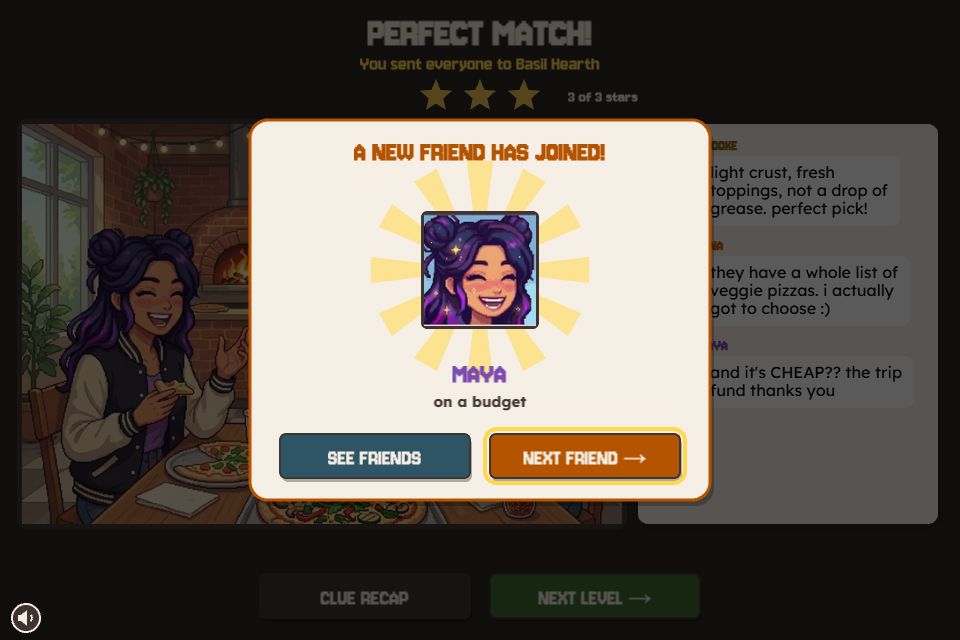 PERFECT MATCH!
You sent everyone to Basil Hearth
3 of 3 stars
A NEW FRIEND HAS JOINED!
MAYA
on a budget
SEE FRIENDS
NEXT FRIEND →
light crust, fresh
toppings, not a drop of
grease. perfect pick!
they have a whole list of
veggie pizzas. i actually
got to choose :)
and it's CHEAP?? the trip
fund thanks you
CLUE RECAP
NEXT LEVEL →